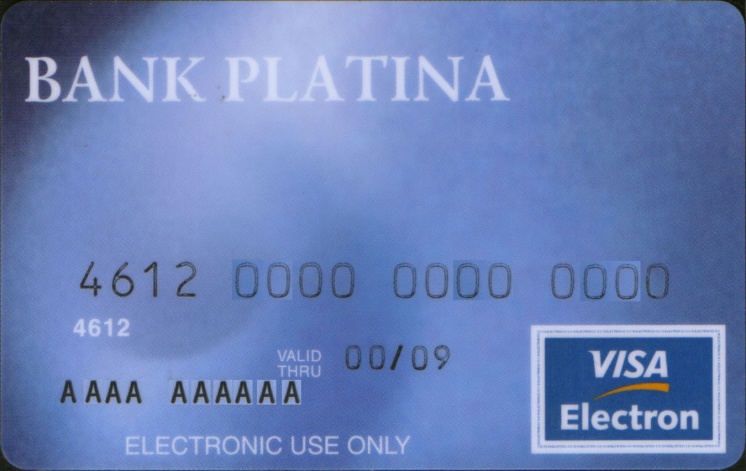 BANK PLATINA
4612 0000 0000 0000
4612
VALID THRU 00/09
AAAA AAAAAA
VISA
Electron
ELECTRONIC USE ONLY